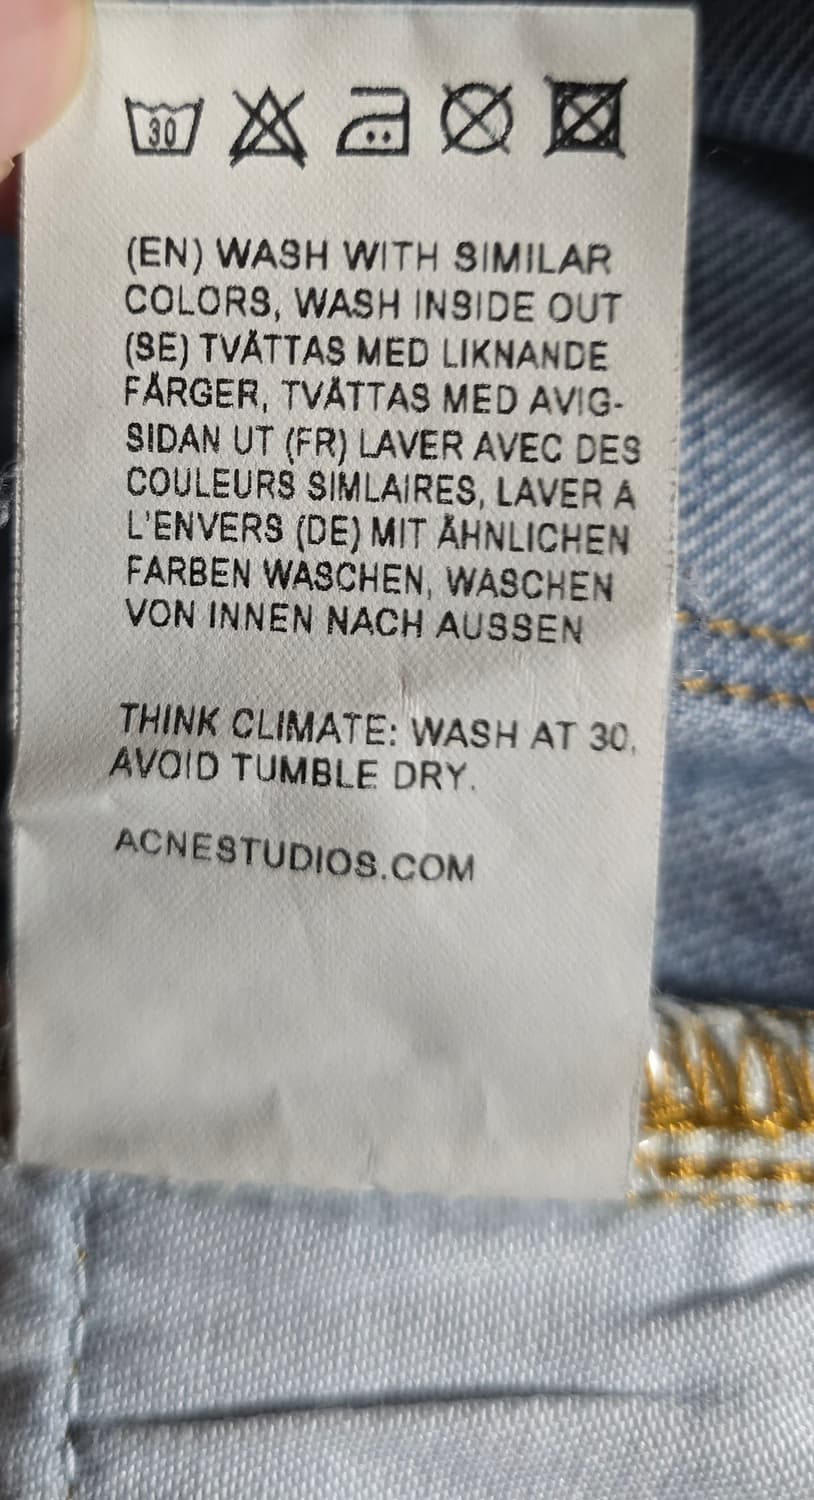 30
(EN) WASH WITH SIMILAR
COLORS, WASH INSIDE OUT
(SE) TVÅTTAS MED LIKNANDE
FÄRGER, TVÅTTAS MED AVIG-
SIDAN UT (FR) LAVER AVEC DES
COULEURS SIMLAIRES, LAVER A
L'ENVERS (DE) MIT ÄHNLICHEN
FARBEN WASCHEN, WASCHEN
VON INNEN NACH AUSSEN
THINK CLIMATE: WASH AT 30,
AVOID TUMBLE DRY.
ACNESTUDIOS.COM